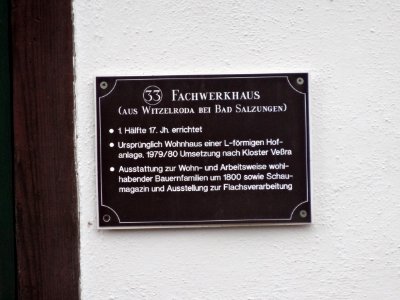 33 FACHWERKHAUS
(AUS WITZELRODA BEI BAD SALZUNGEN)
• 1. Hälfte 17. Jh. errichtet
• Ursprünglich Wohnhaus einer L-förmigen Hof-
anlage, 1979/80 Umsetzung nach Kloster Veßra
• Ausstattung zur Wohn- und Arbeitsweise wohl-
habender Bauernfamilien um 1800 sowie Schau-
magazin und Ausstellung zur Flachsverarbeitung